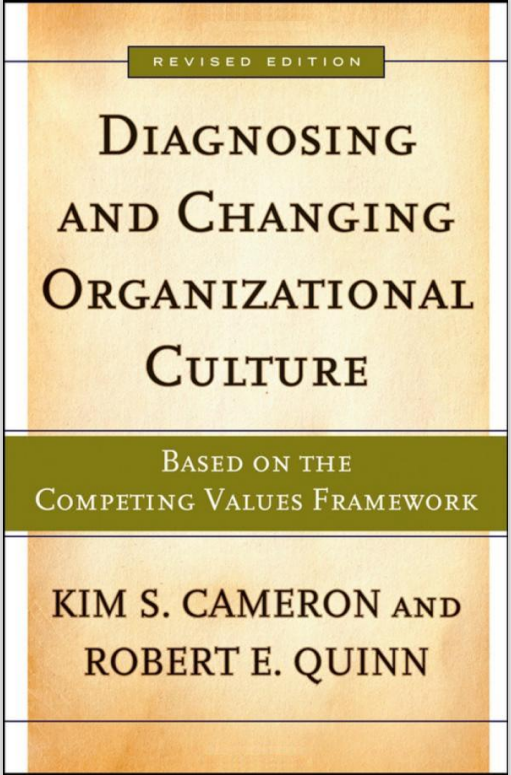 REVISED EDITION
DIAGNOSING
AND CHANGING
ORGANIZATIONAL
CULTURE
BASED ON THE
COMPETING VALUES FRAMEWORK
KIM S. CAMERON AND
ROBERT E. QUINN